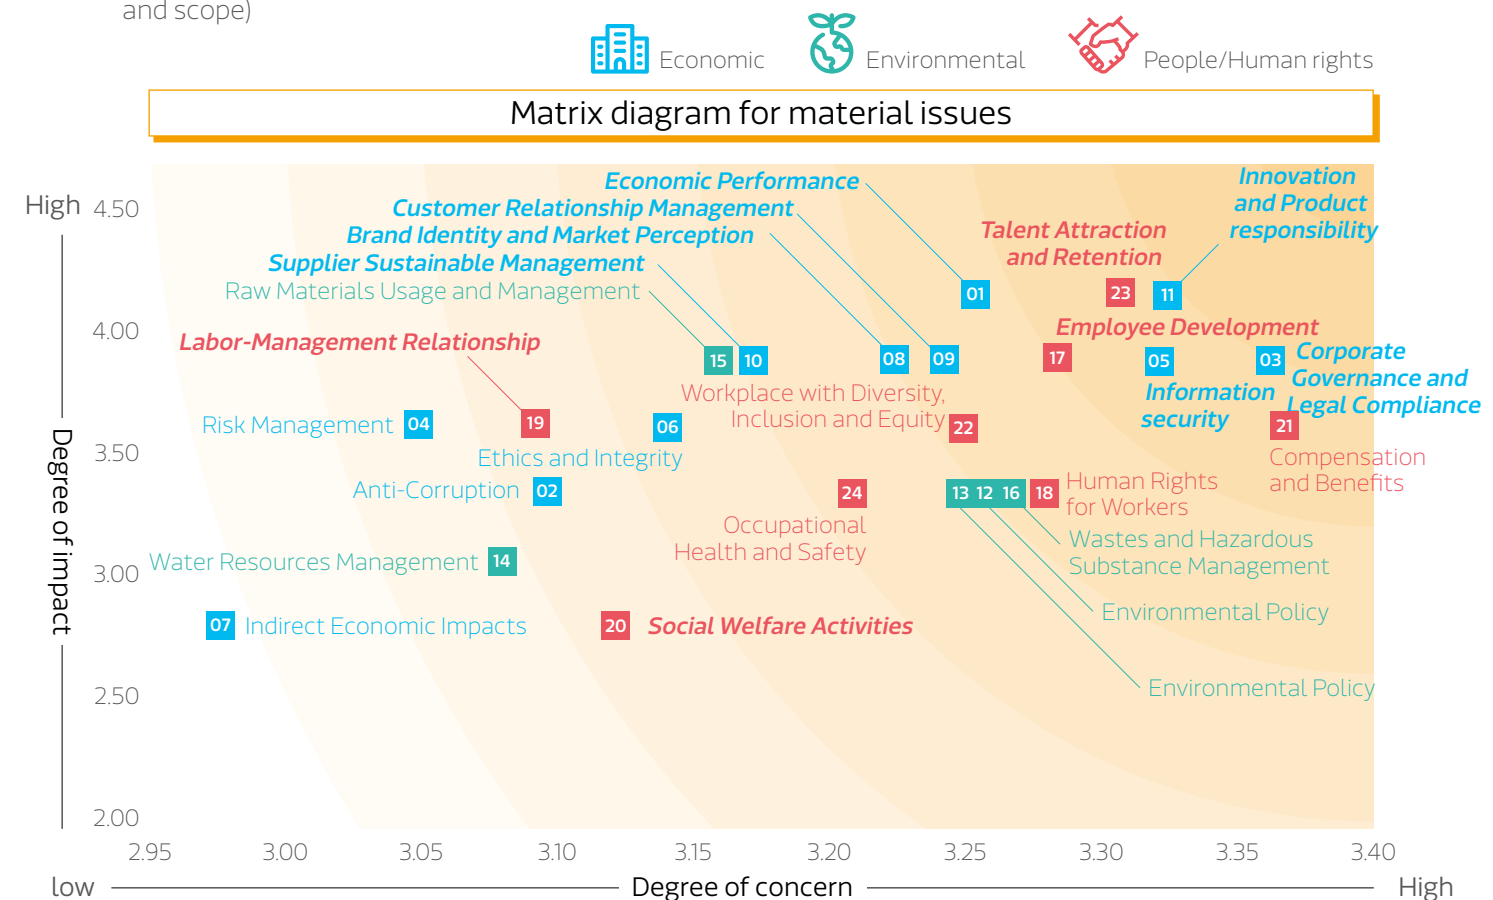 and scope)
Economic
Environmental
People/Human rights
Matrix diagram for material issues
High
4.50
4.00
3.50
3.00
2.50
2.00
Degree of impact
Economic Performance
Customer Relationship Management
Brand Identity and Market Perception
Supplier Sustainable Management
Raw Materials Usage and Management
Labor-Management Relationship
Talent Attraction
and Retention
Innovation
and Product
responsibility
01
23
11
Employee Development
15
10
08
09
17
05
03
Corporate
Governance and
Legal Compliance
Information
security
Workplace with Diversity,
Inclusion and Equity
Risk Management
04
19
06
22
21
Ethics and Integrity
Compensation
and Benefits
Anti-Corruption
02
24
13
12
16
18
Human Rights
for Workers
Occupational
Health and Safety
Wastes and Hazardous
Substance Management
Water Resources Management
14
Environmental Policy
07
Indirect Economic Impacts
20
Social Welfare Activities
Environmental Policy
2.95
3.00
3.05
3.10
3.15
3.20
3.25
3.30
3.35
3.40
low
Degree of concern
High